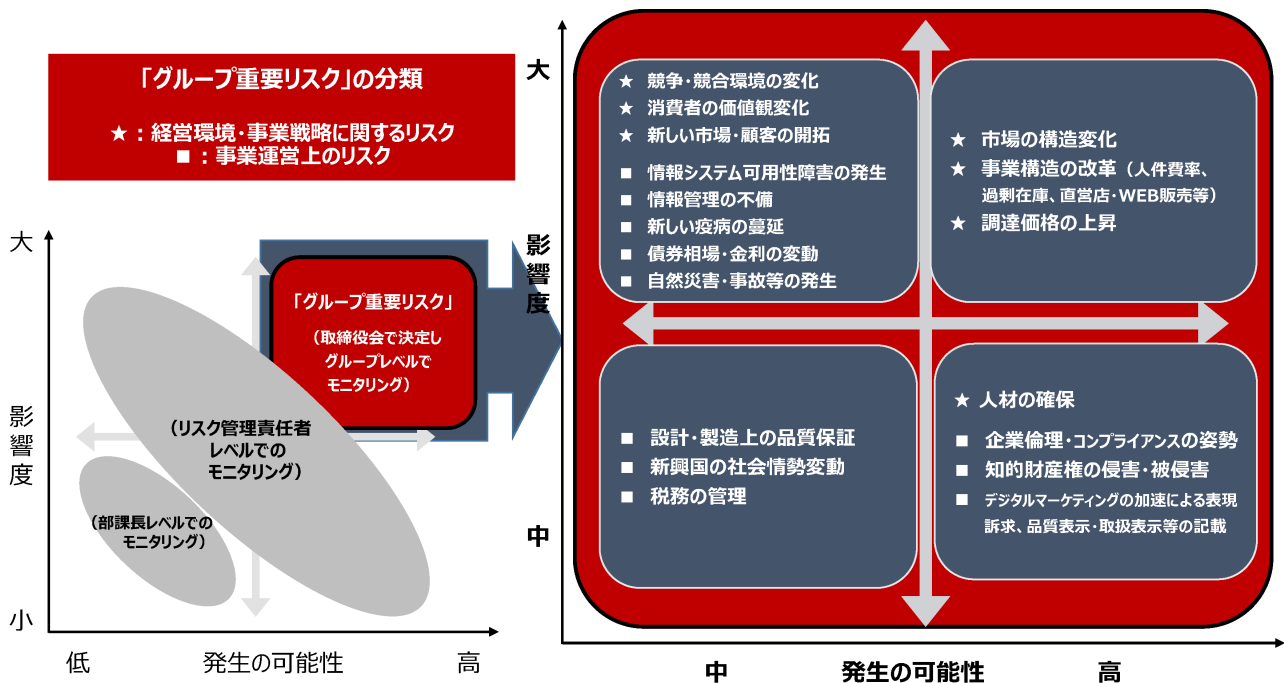 「グループ重要リスク」の分類
★：経営環境・事業戦略に関するリスク
■：事業運営上のリスク
大
影
響
度
小
低
発生の可能性
高
「グループ重要リスク」
（取締役会で決定し
グループレベルで
モニタリング）
（リスク管理責任者
レベルでの
モニタリング）
（部課長レベルでの
モニタリング）
大
影
響
度
中
中
発生の可能性
高
★ 競争・競合環境の変化
★ 消費者の価値観変化
★ 新しい市場・顧客の開拓
■ 情報システム可用性障害の発生
■ 情報管理の不備
■ 新しい疫病の蔓延
■ 債券相場・金利の変動
■ 自然災害・事故等の発生
★ 市場の構造変化
★ 事業構造の改革（人件費率、
過剰在庫、直営店・WEB販売等）
★ 調達価格の上昇
■ 設計・製造上の品質保証
■ 新興国の社会情勢変動
■ 税務の管理
★ 人材の確保
■ 企業倫理・コンプライアンスの姿勢
■ 知的財産権の侵害・被侵害
■ デジタルマーケティングの加速による表現
訴求、品質表示・取扱表示等の記載